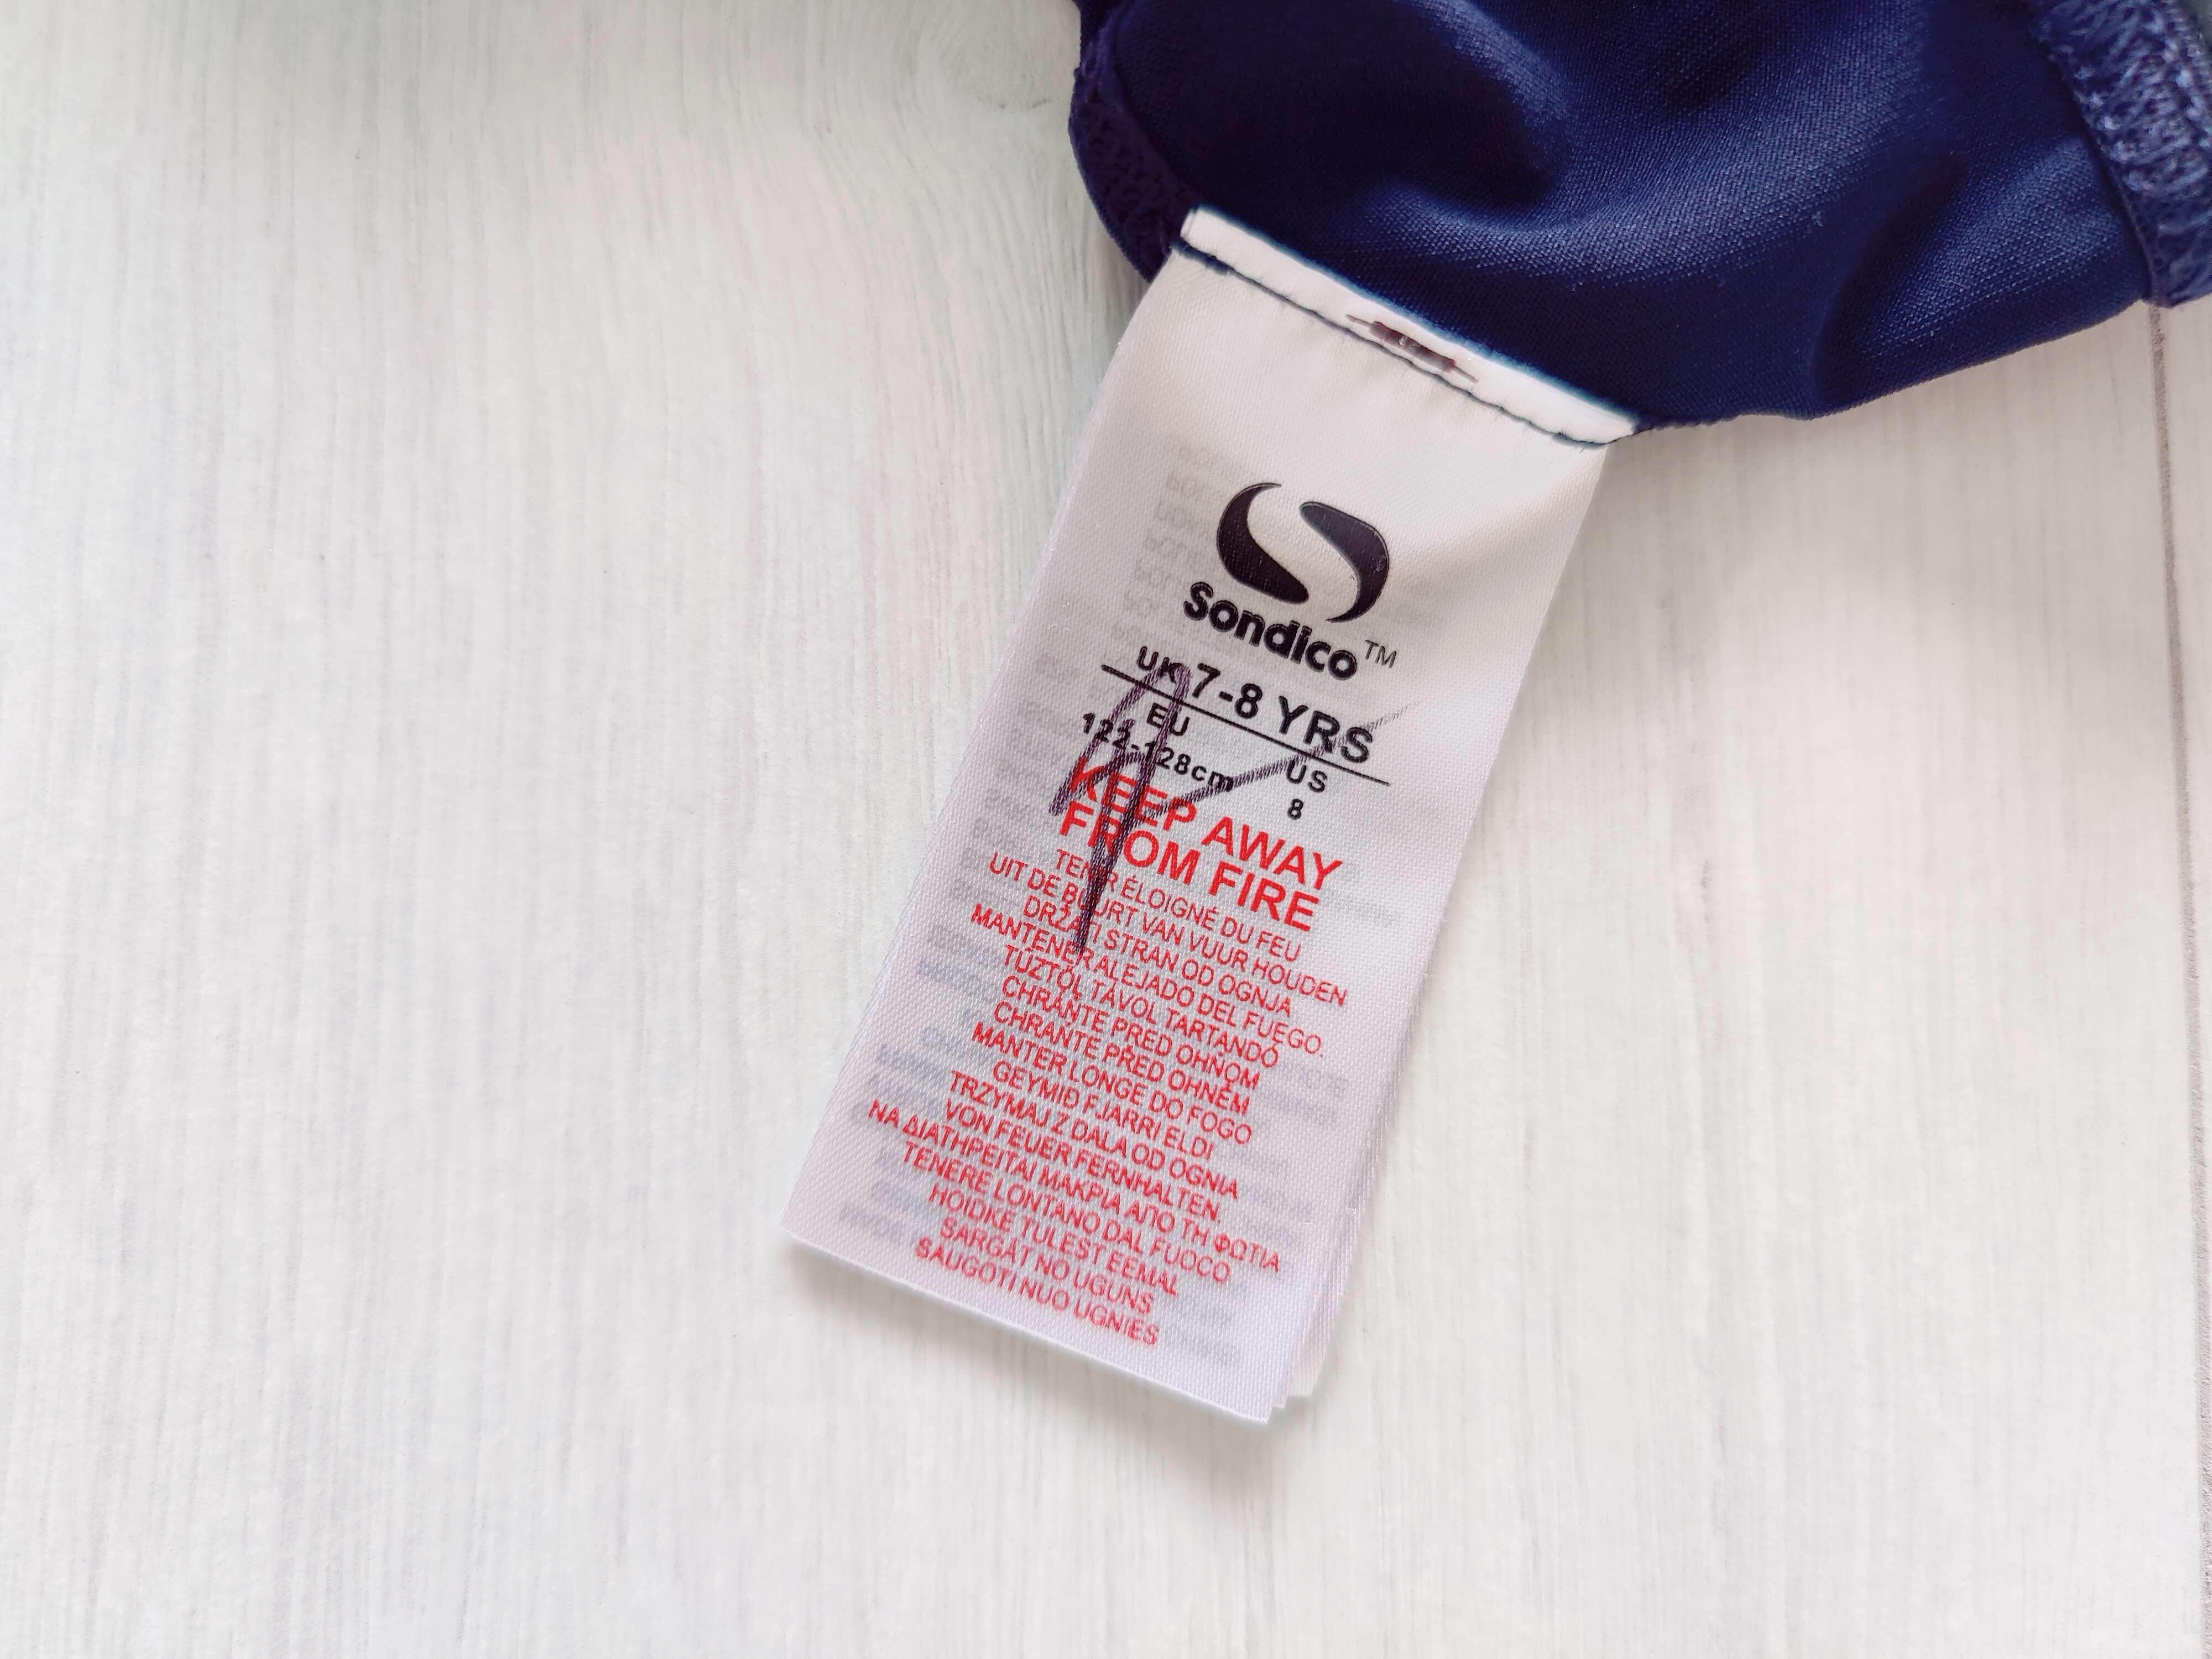 Sondico™
UK 7-8 YRS
EU US
122-128cm 8
KEEP AWAY
FROM FIRE
TENIR ÉLOIGNÉ DU FEU
UIT DE BUURT VAN VUUR HOUDEN
DRŽATI STRAN OD OGNJA
MANTENER ALEJADO DEL FUEGO.
TŰZTŐL TÁVOL TARTANDÓ
CHRÁNTE PRED OHŇOM
CHRAŇTE PŘED OHNĚM
MANTER LONGE DO FOGO
GEYMIÐ FJARRI ELDI
TRZYMAJ Z DALA OD OGNIA
VON FEUER FERNHALTEN.
ΝΑ ΔΙΑΤΗΡΕΙΤΑΙ ΜΑΚΡΙΑ ΑΠΟ ΤΗ ΦΩΤΙΑ
TENERE LONTANO DAL FUOCO
HOIDKE TULEST EEMAL
SARGĀT NO UGUNS
SAUGOTI NUO UGNIES